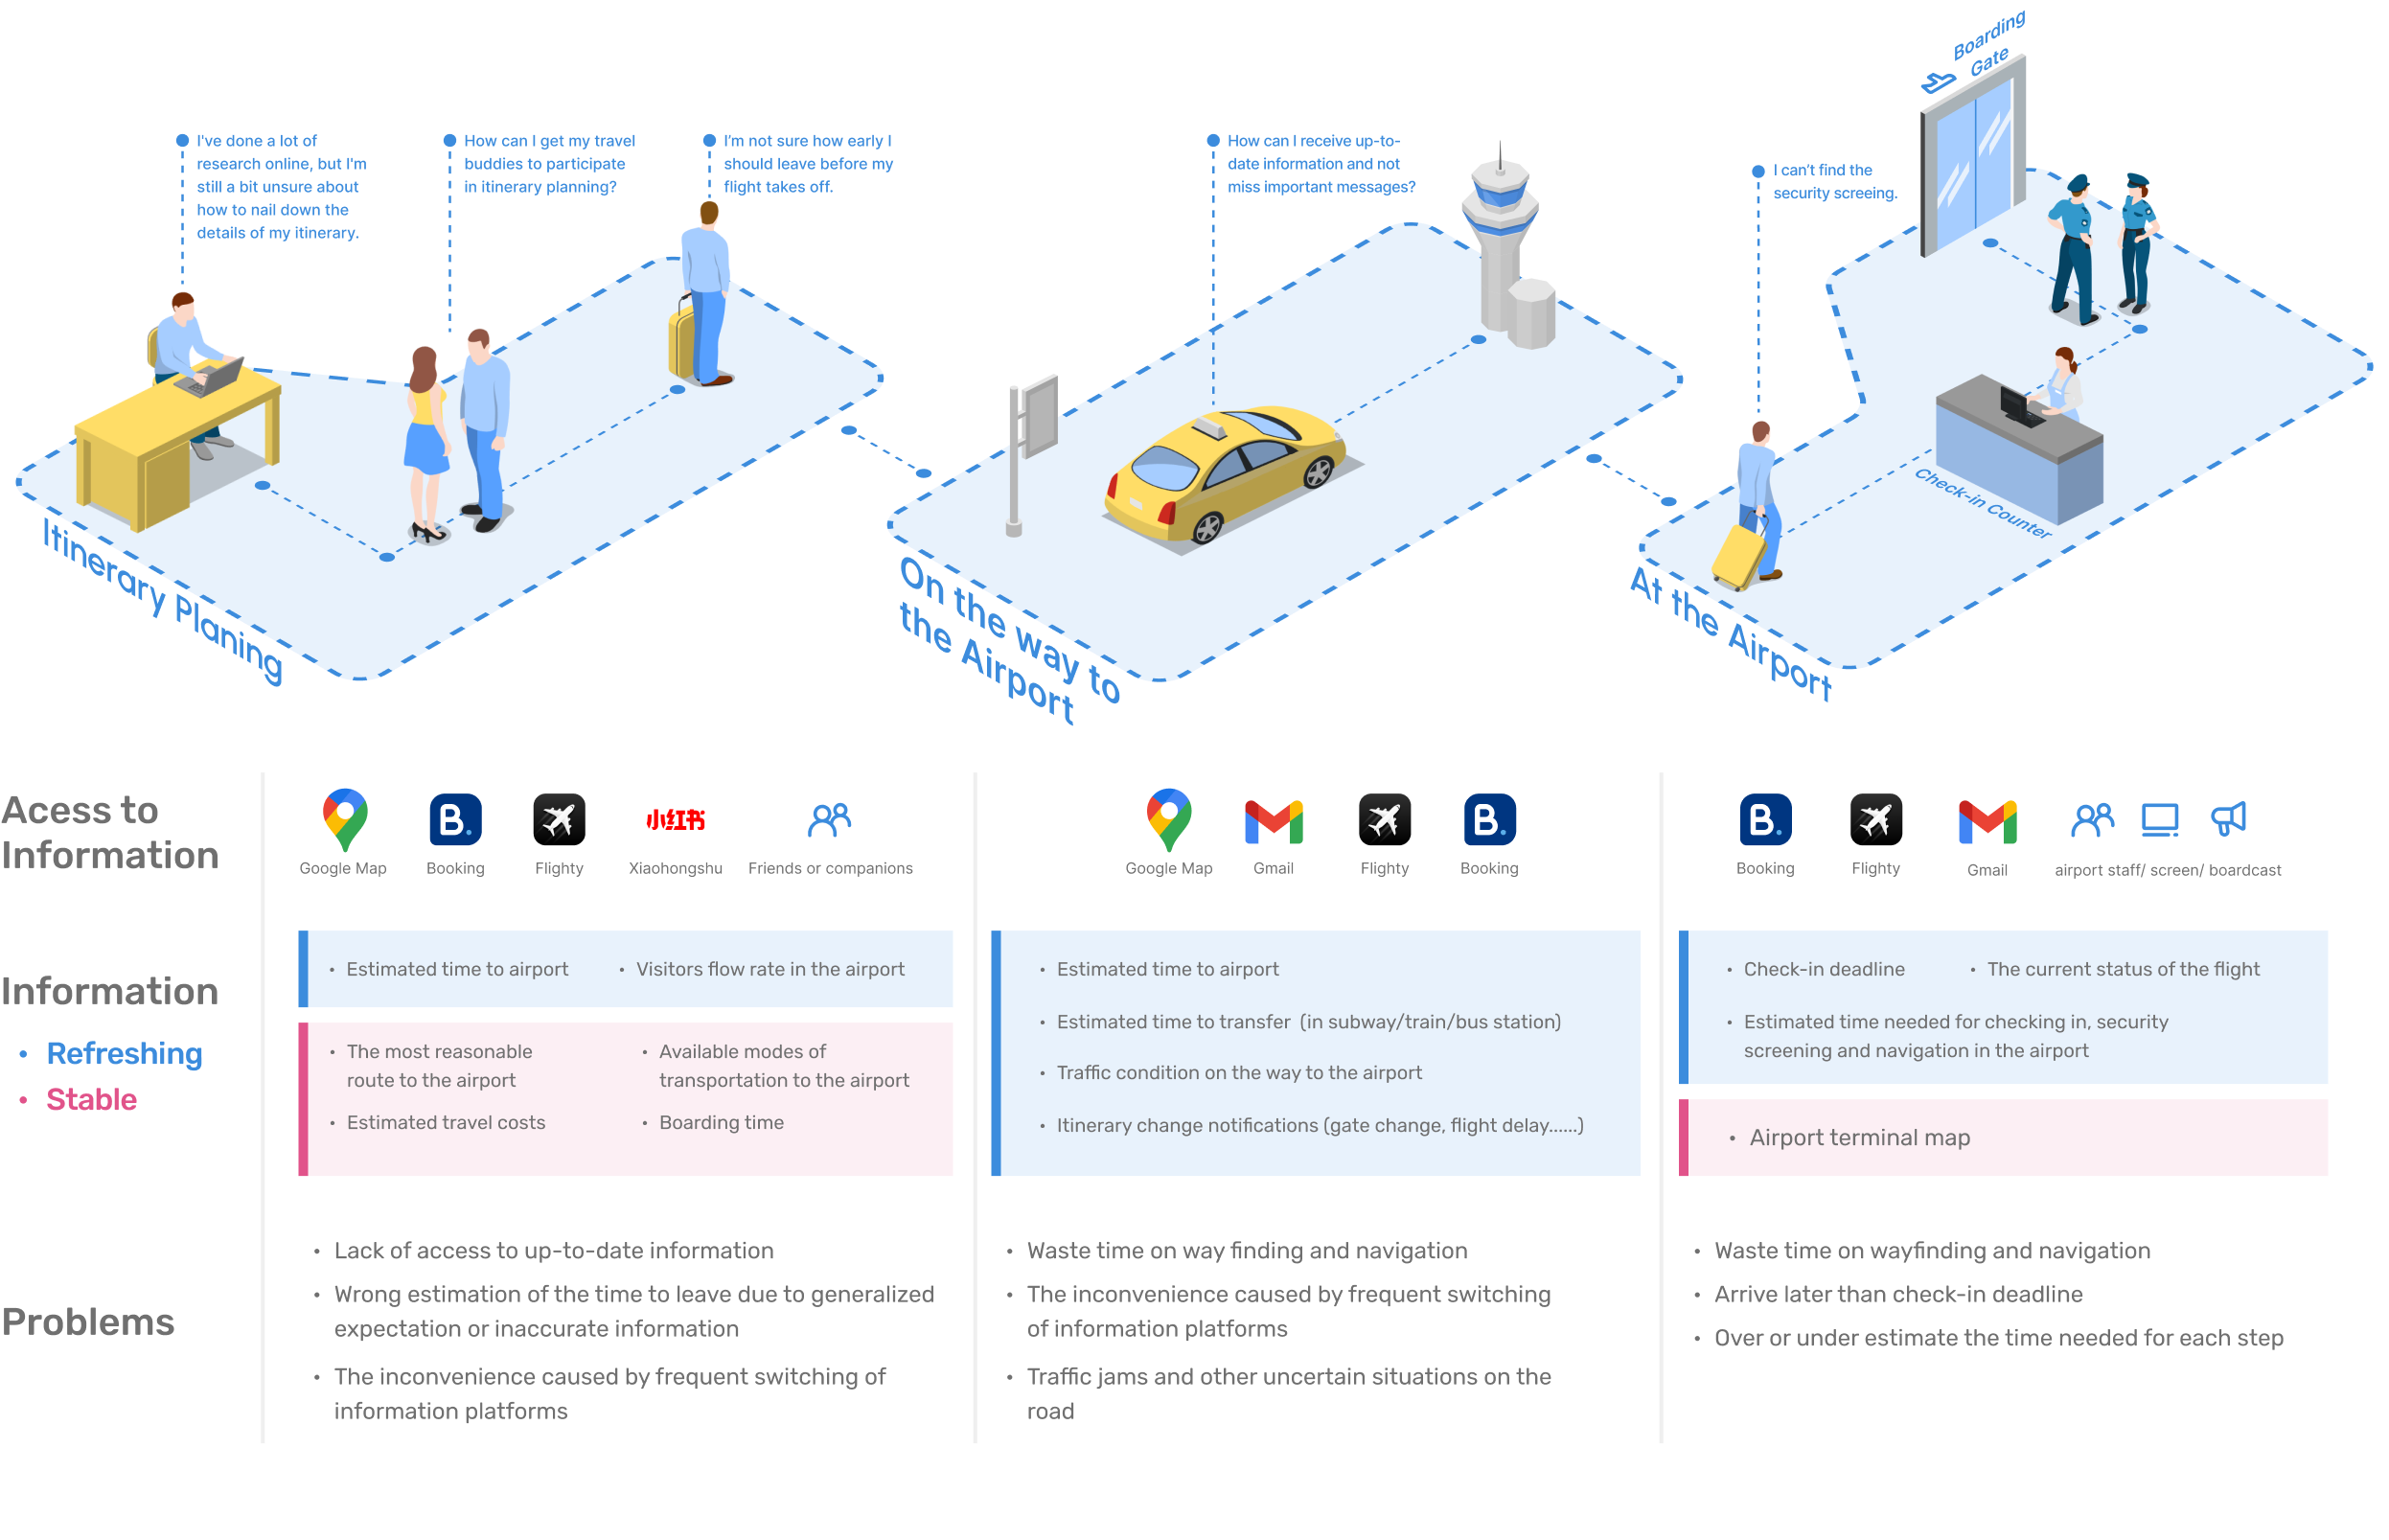 Boarding
Gate
I've done a lot of
research online, but I'm
still a bit unsure about
how to nail down the
details of my itinerary.
How can I get my travel
buddies to participate
in itinerary planning?
I'm not sure how early I
should leave before my
flight takes off.
How can I receive up-to-
date information and not
miss important messages?
I can't find the
security screeing.
Check-in Counter
Itinerary Planing
On the way to
the Airport
At the Airport
Acess to
Information
Google Map
B.
Booking
Flighty
小红书
Xiaohongshu
Friends or companions
Google Map
Gmail
Flighty
B.
Booking
B.
Booking
Flighty
Gmail
airport staff/ screen/ boardcast
Information
• Refreshing
• Stable
• Estimated time to airport
• Visitors flow rate in the airport
• The most reasonable
route to the airport
• Available modes of
transportation to the airport
• Estimated travel costs
• Boarding time
• Estimated time to airport
• Estimated time to transfer (in subway/train/bus station)
• Traffic condition on the way to the airport
• Itinerary change notifications (gate change, flight delay......)
• Check-in deadline
• The current status of the flight
• Estimated time needed for checking in, security
screening and navigation in the airport
• Airport terminal map
Problems
• Lack of access to up-to-date information
• Wrong estimation of the time to leave due to generalized
expectation or inaccurate information
• The inconvenience caused by frequent switching of
information platforms
• Waste time on way finding and navigation
• The inconvenience caused by frequent switching
of information platforms
• Traffic jams and other uncertain situations on the
road
• Waste time on wayfinding and navigation
• Arrive later than check-in deadline
• Over or under estimate the time needed for each step